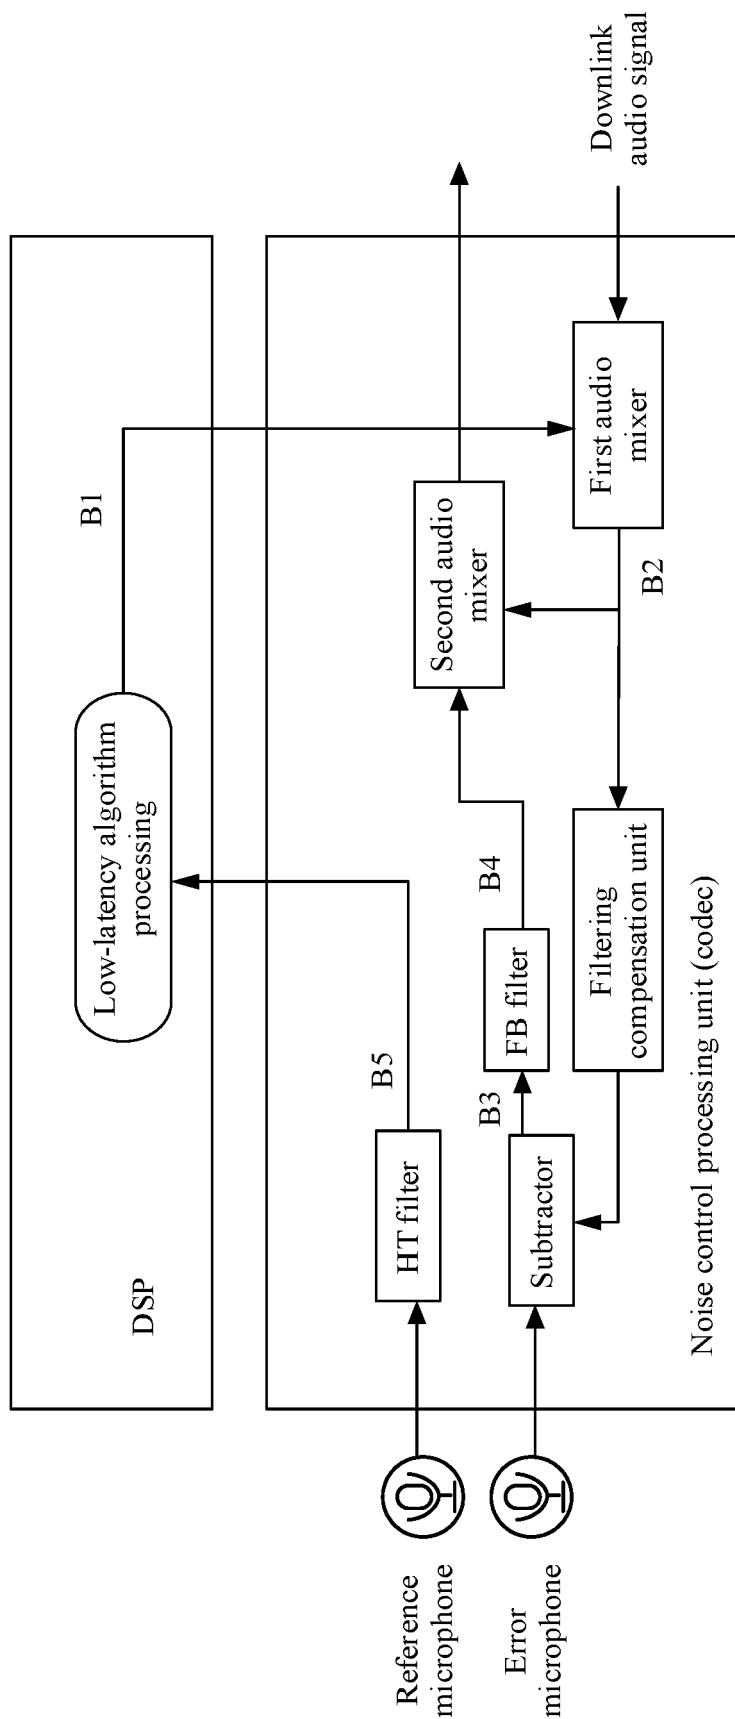 DSP
Low-latency algorithm
processing
B1
Reference
microphone
HT filter
B5
Error
microphone
Subtractor
B3
FB filter
B4
Second audio
mixer
Filtering
compensation unit
B2
First audio
mixer
Downlink
audio signal
Noise control processing unit (codec)